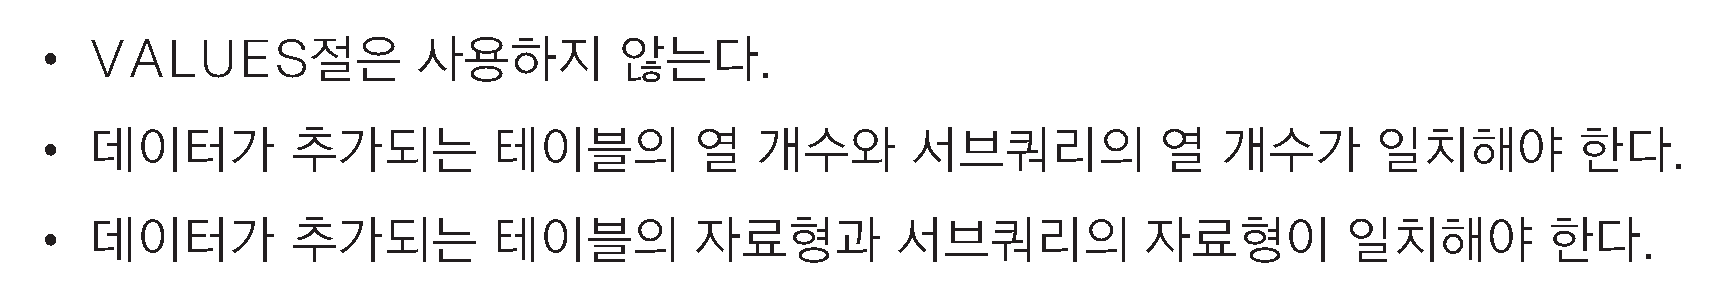 • VALUES절은 사용하지 않는다.
• 데이터가 추가되는 테이블의 열 개수와 서브쿼리의 열 개수가 일치해야 한다.
• 데이터가 추가되는 테이블의 자료형과 서브쿼리의 자료형이 일치해야 한다.